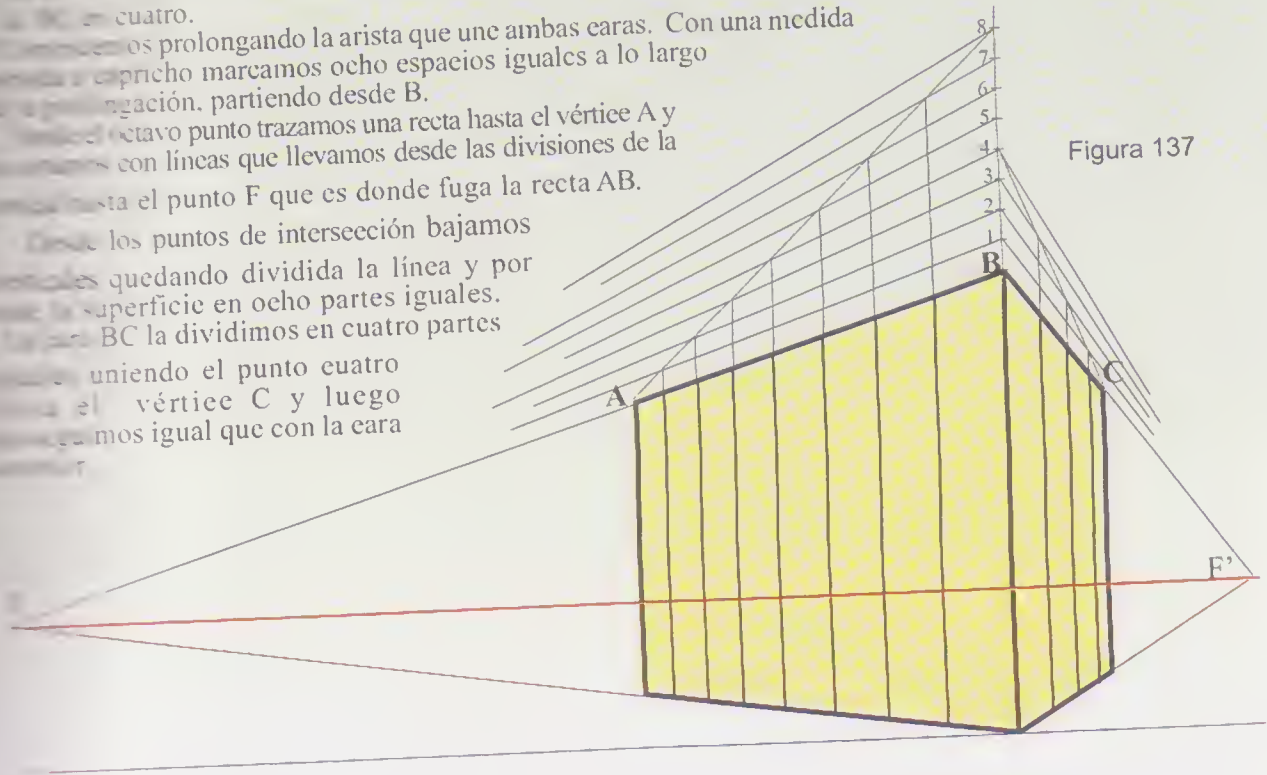 BC en cuatro.
os prolongando la arista que une ambas caras. Con una medida
capricho marcamos ocho espacios iguales a lo largo
partiendo desde B.
octavo punto trazamos una recta hasta el vértice A y
con líneas que llevamos desde las divisiones de la
el punto F que es donde fuga la recta AB.
Desde los puntos de intersección bajamos
quedando dividida la línea y por
superficie en ocho partes iguales.
BC la dividimos en cuatro partes
uniendo el punto cuatro
el vértice C y luego
mos igual que con la cara
8
7
6
5
4
3
2
1
Figura 137
B
A
C
F'